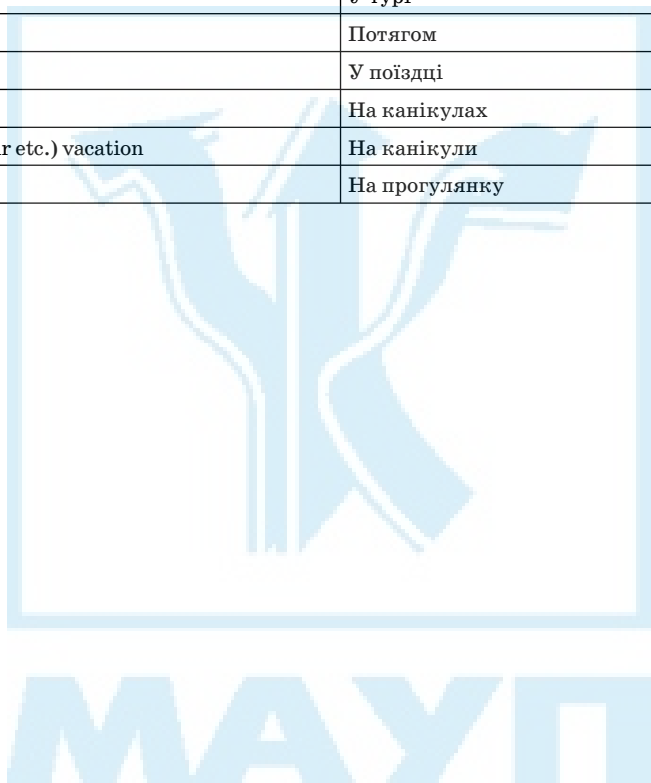 Потягом
У поїздці
На канікулах
etc.) vacation На канікули
На прогулянку
МАУП